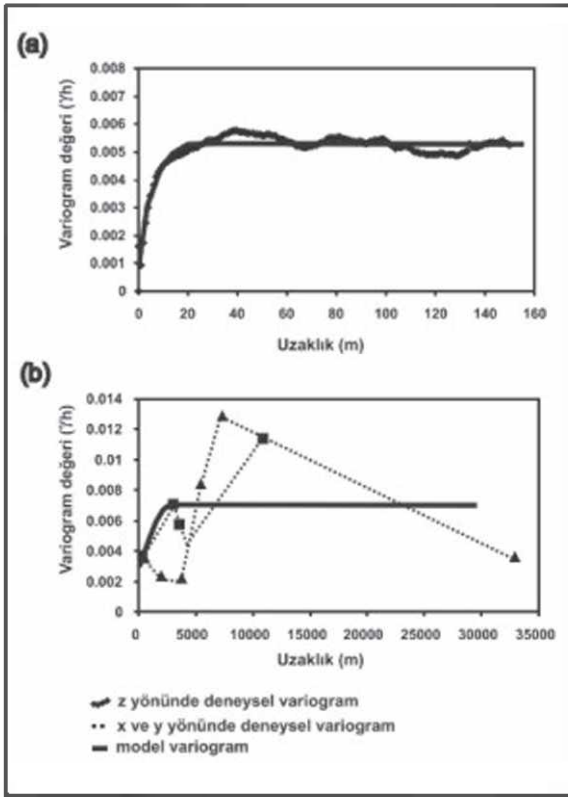 (a)
Variogram değeri (γh)
0.008
0.007
0.006
0.005
0.004
0.003
0.002
0.001
0
0 20 40 60 80 100 120 140 160
Uzaklık (m)
(b)
Variogram değeri (γh)
0.014
0.012
0.010
0.008
0.006
0.004
0.002
0
0 5000 10000 15000 20000 25000 30000 35000
Uzaklık (m)
z yönünde deneysel variogram
x ve y yönünde deneysel variogram
model variogram